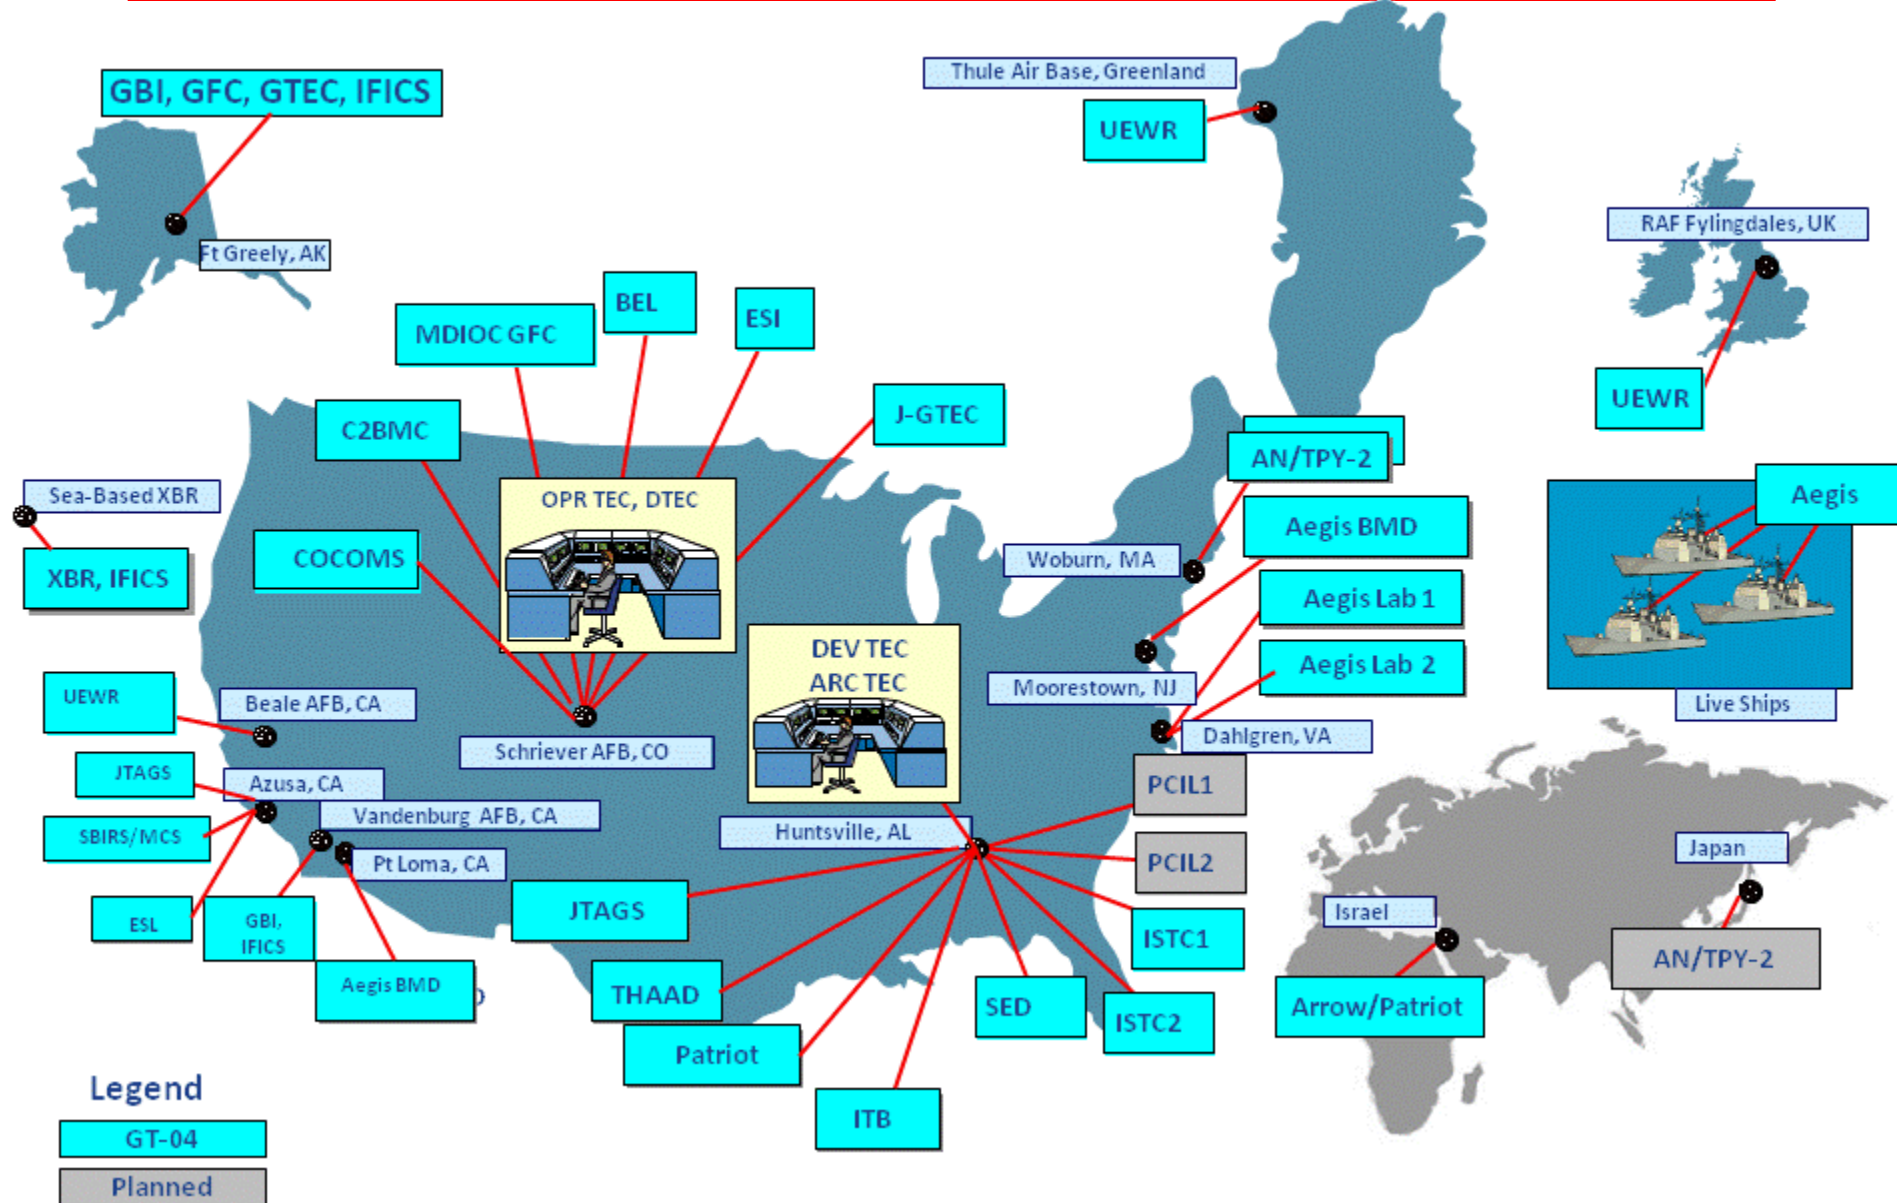 Thule Air Base, Greenland
GBI, GFC, GTEC, IFICS
UEWR
RAF Fylingdales, UK
Ft Greely, AK
BEL
ESI
MDIOC GFC
UEWR
J-GTEC
C2BMC
AN/TPY-2
Sea-Based XBR
OPR TEC, DTEC
Aegis
Aegis BMD
COCOMS
Woburn, MA
XBR, IFICS
Aegis Lab 1
DEV TEC
ARC TEC
Aegis Lab 2
Moorestown, NJ
UEWR
Beale AFB, CA
Live Ships
Schriever AFB, CO
Dahlgren, VA
JTAGS
Azusa, CA
PCIL1
Vandenburg AFB, CA
SBIRS/MCS
Huntsville, AL
Japan
Pt Loma, CA
PCIL2
JTAGS
Israel
ESL
GBI,
IFICS
ISTC1
AN/TPY-2
Aegis BMD
THAAD
SED
ISTC2
Arrow/Patriot
Patriot
Legend
ITB
GT-04
Planned